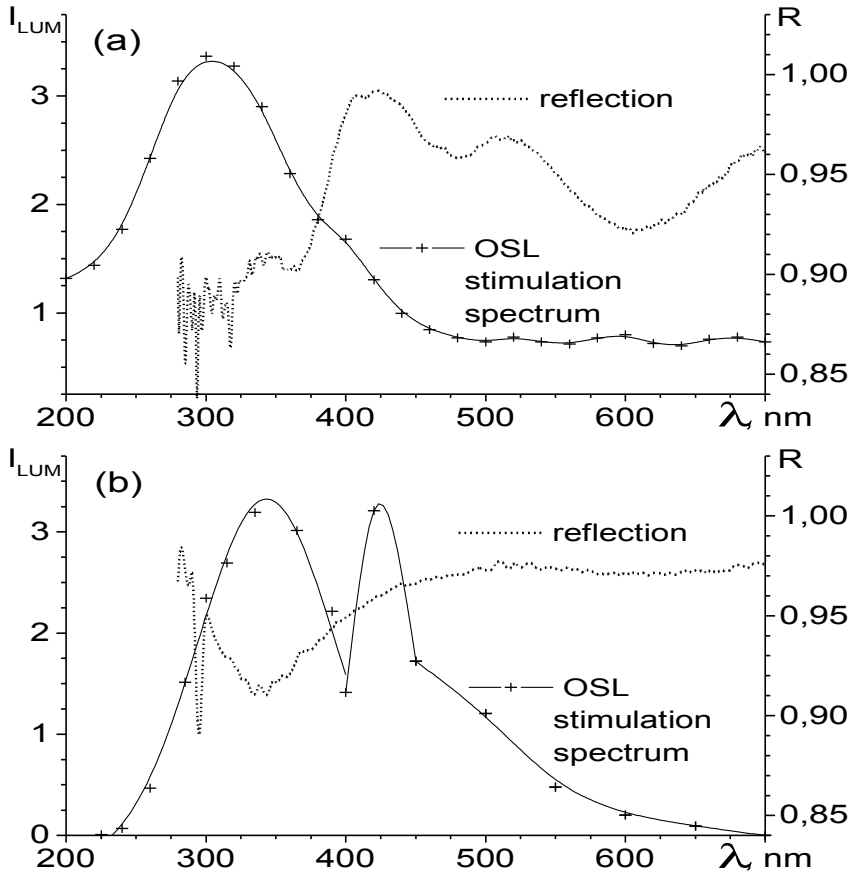 I LUM
(a)
R
3
2
1
1,00
0,95
0,90
0,85
reflection
OSL
stimulation
spectrum
200
300
400
500
600
λ, nm
I LUM
(b)
R
3
2
1
0
1,00
0,95
0,90
0,85
reflection
OSL
stimulation
spectrum
200
300
400
500
600
λ, nm